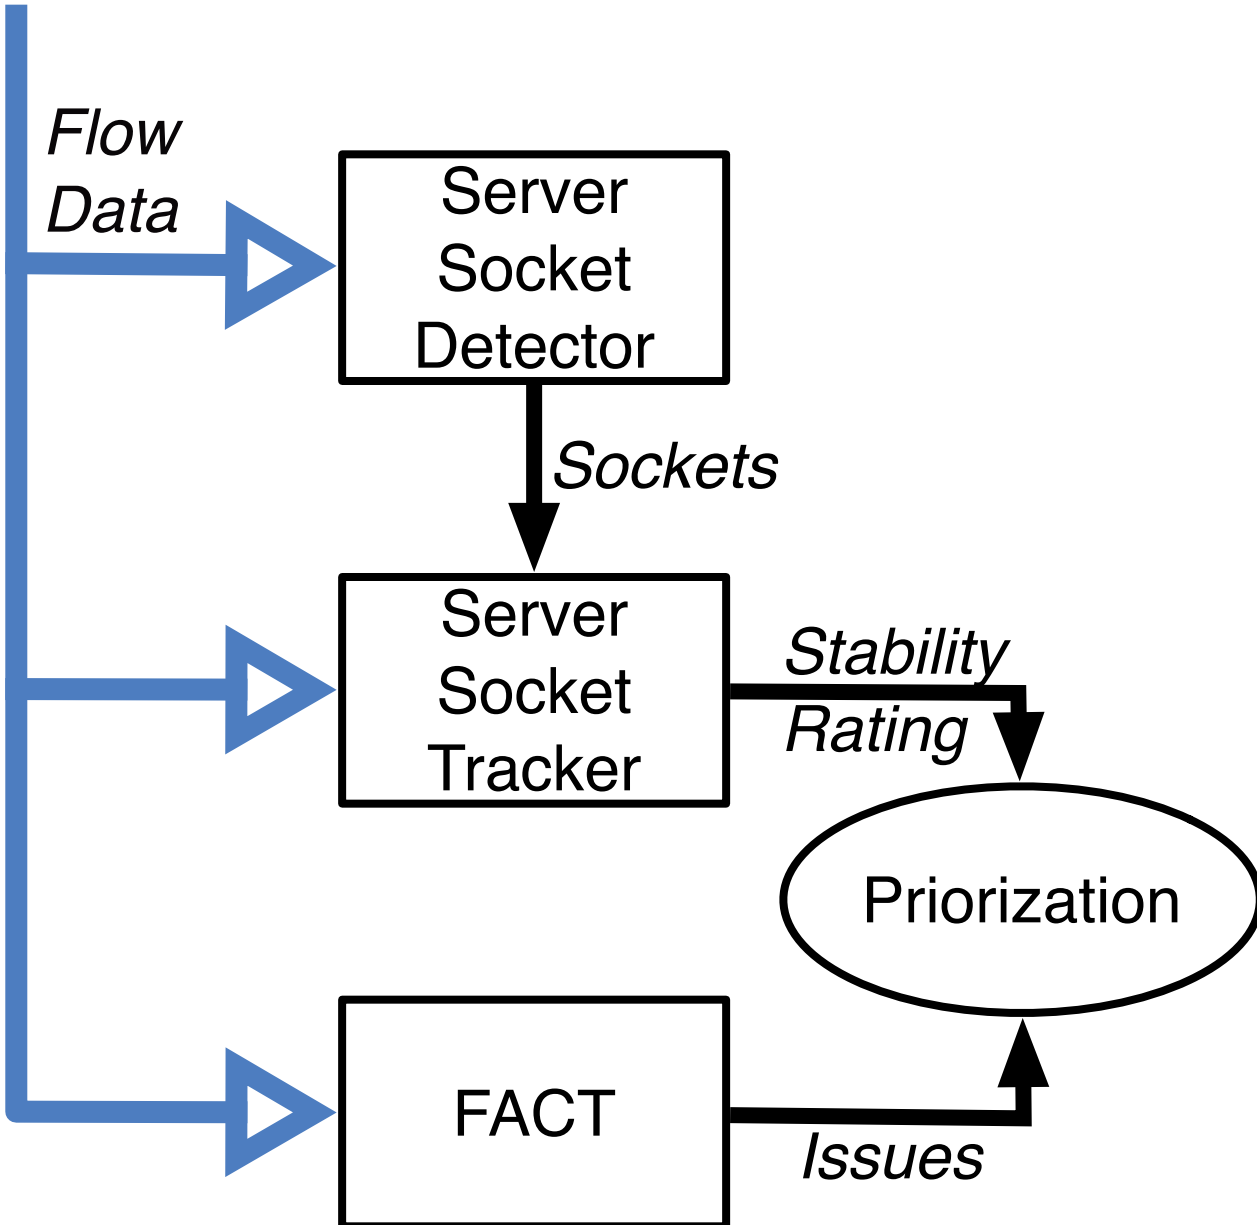 Flow
Data
Server
Socket
Detector
Sockets
Server
Socket
Tracker
Stability
Rating
Priorization
FACT
Issues